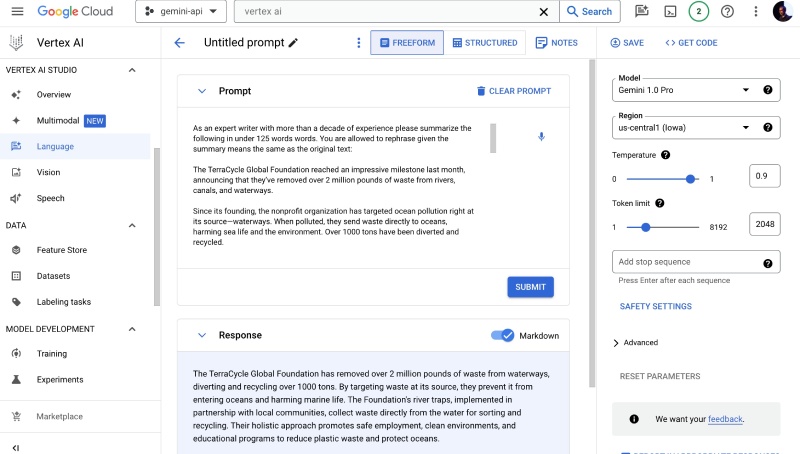 Google Cloud
gemini-api
vertex ai
Search
2
Vertex AI
Untitled prompt
FREEFORM
STRUCTURED
NOTES
SAVE
<> GET CODE
VERTEX AI STUDIO
Overview
Multimodal NEW
Language
Vision
Speech
DATA
Feature Store
Datasets
Labeling tasks
MODEL DEVELOPMENT
Training
Experiments
Marketplace
Prompt
CLEAR PROMPT
As an expert writer with more than a decade of experience please summarize the
following in under 125 words words. You are allowed to rephrase given the
summary means the same as the original text:
The TerraCycle Global Foundation reached an impressive milestone last month,
announcing that they've removed over 2 million pounds of waste from rivers,
canals, and waterways.
Since its founding, the nonprofit organization has targeted ocean pollution right at
its source—waterways. When polluted, they send waste directly to oceans,
harming sea life and the environment. Over 1000 tons have been diverted and
recycled.
SUBMIT
Response
Markdown
The TerraCycle Global Foundation has removed over 2 million pounds of waste from waterways,
diverting and recycling over 1000 tons. By targeting waste at its source, they prevent it from
entering oceans and harming marine life. The Foundation's river traps, implemented in
partnership with local communities, collect waste directly from the water for sorting and
recycling. Their holistic approach promotes safe employment, clean environments, and
educational programs to reduce plastic waste and protect oceans.
Model
Gemini 1.0 Pro
Region
us-central1 (Iowa)
Temperature
0
1
0.9
Token limit
1
8192
2048
Add stop sequence
Press Enter after each sequence
SAFETY SETTINGS
Advanced
RESET PARAMETERS
We want your feedback.